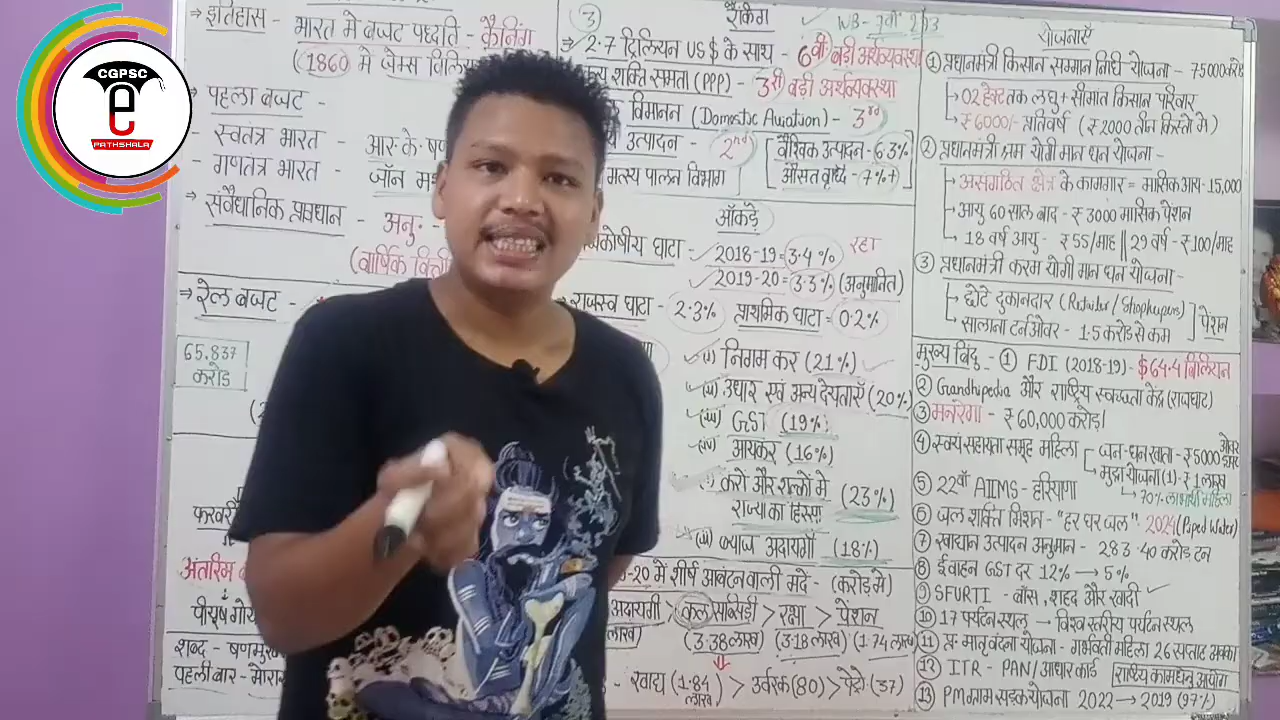 CGPSC
e
PATHSHALA
→ इतिहास - भारत मे बजट पध्दति - कैनिंग
(1860 मे जेम्स
→ पहला बजट -
- स्वतंत्र भारत - आर. के.
- गणतंत्र भारत - जॉन
→ संवैधानिक प्रावधान - अनु.
(वार्षिक
→ रेल बजट -
65,837
करोड
अंतरिम
शब्द -
पहली बार -
③ रैंकिंग
WB - 7वॉ
⇒ 2.7 ट्रिलियन US $ के साथ - 6वी बड़ी अर्थव्यवस्था
शक्ति समता (PPP) - 3री बड़ी अर्थव्यवस्था
विमानन (Domestic Aviation) - 3rd
उत्पादन - 2nd [वैश्विक उत्पादन - 6.3%
मत्स्य पालन विभाग] [औसत वृध्दि - 7%+]
ऑकड़े
घाटा - 2018-19 = 3.4% रहा
2019-20 = 3.3% (अनुमानित)
→ राजस्व घाटा - 2.3% प्राथमिक घाटा = 0.2%
(i) निगम कर (21%)
(ii) उधार एवं अन्य देयताऍ (20%)
(iii) GST (19%)
(iv) आयकर (16%)
करो और शुल्कों मे
राज्यो का हिस्सा (23%)
(ii) ब्याज अदायगी (18%)
-20 में शीर्ष आवंटन वाली मदे - (करोड़ मे)
अदायगी > कुल सब्सिडी > रक्षा > पेंशन
लाख) (3.38 लाख) (3.18 लाख) (1.74 लाख
- खाद्य (1.84 लाख) > उर्वरक (80) > पेट्रो. (37)
योजनाऍ
① प्रधानमंत्री किसान सम्मान निधि योजना - 75000 करोड
02 हेक्टे तक लघु + सीमांत किसान परिवार
₹ 6000/- प्रतिवर्ष (₹ 2000 तीन किस्तो मे)
② प्रधानमंत्री श्रम योगी मान धन योजना -
असंगठित क्षेत्र के कामगार = मासिक आय - 15,000
आयु 60 साल बाद - ₹ 3000 मासिक पेंशन
18 वर्ष आयु - ₹ 55/माह || 29 वर्ष - ₹ 100/माह
③ प्रधानमंत्री करम योगी मान धन योजना -
छोटे दुकानदार (Retailer / Shopkeepers)
सालाना टर्न ओवर - 1.5 करोड़ से कम] पेंशन
मुख्य बिंदु - ① FDI (2018-19) - $ 64.4 बिलियन
② Gandhipedia और राष्ट्रिय स्वच्छता केंद्र (राजघाट)
③ मनरेगा - ₹ 60,000 करोड़।
④ स्वयं सहायता समूह महिला [जन-धन खाता - ₹ 5000 ओवर ड्राफ्ट
मुद्रा योजना (1) - ₹ 1 लाख
→ 70% लाभार्थी महिला
⑤ 22वॉ AIIMS - हरियाणा
⑥ जल शक्ति मिशन - "हर घर जल" 2024 (Piped Water)
⑦ खाद्यान्न उत्पादन अनुमान - 283.40 करोड़ टन
⑧ ई वाहन GST दर 12% → 5%
⑨ SFURTI - बॉस, शहद और खादी
⑩ 17 पर्यटन स्थल → विश्व स्तरीय पर्यटन स्थल
⑪ प्र. मातृ वंदना योजना - गर्भवती महिला 26 सप्ताह
⑫ ITR - PAN/आधार कार्ड राष्ट्रिय कामधेनु आयोग
⑬ PM ग्राम सड़क योजना 2022 → 2019 (97%)